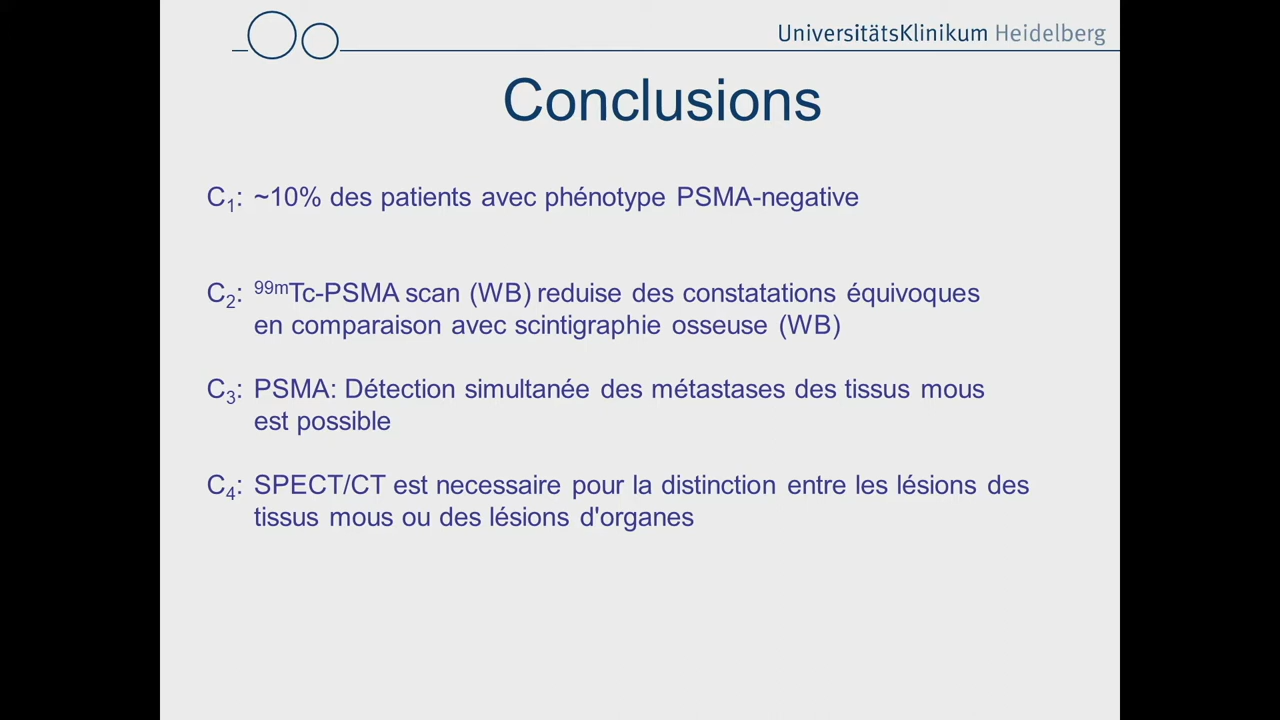 UniversitätsKlinikum Heidelberg
Conclusions
C1: ~10% des patients avec phénotype PSMA-negative
C2: 99mTc-PSMA scan (WB) reduise des constatations équivoques
en comparaison avec scintigraphie osseuse (WB)
C3: PSMA: Détection simultanée des métastases des tissus mous
est possible
C4: SPECT/CT est necessaire pour la distinction entre les lésions des
tissus mous ou des lésions d'organes